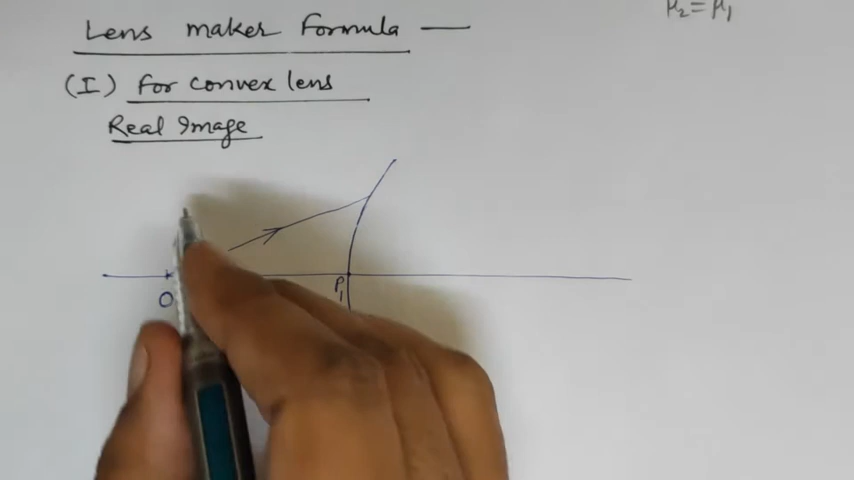 μ₂ = μ₁
Lens maker Formula —
(I) for convex lens
Real Image
P₁
O